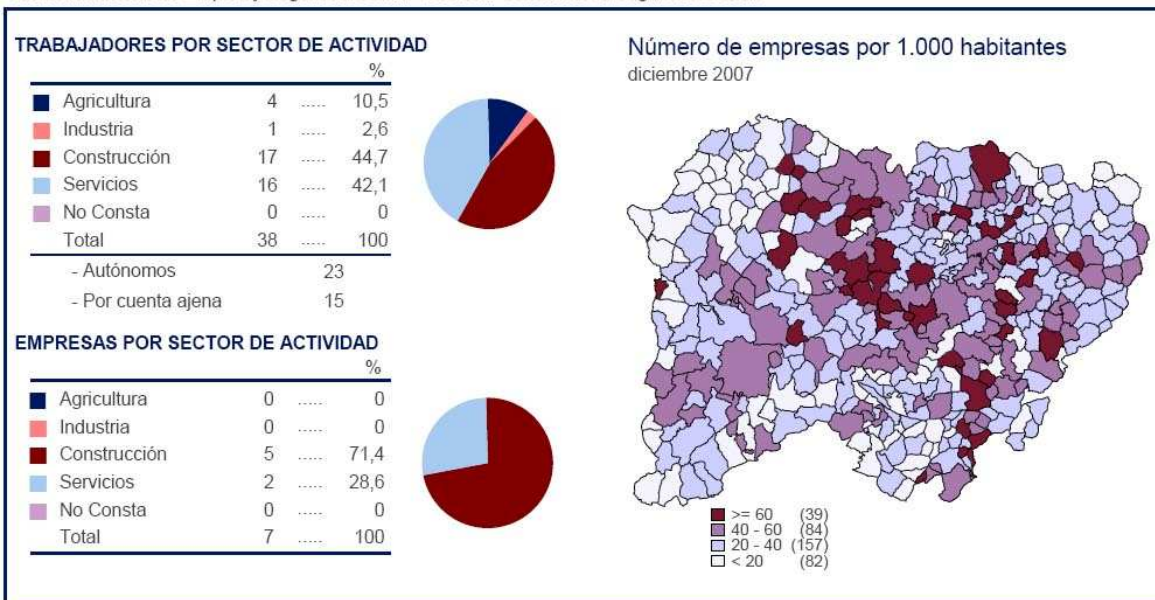 TRABAJADORES POR SECTOR DE ACTIVIDAD
%
Agricultura 4 ..... 10,5
Industria 1 ..... 2,6
Construcción 17 ..... 44,7
Servicios 16 ..... 42,1
No Consta 0 ..... 0
Total 38 ..... 100
- Autónomos 23
- Por cuenta ajena 15
EMPRESAS POR SECTOR DE ACTIVIDAD
%
Agricultura 0 ..... 0
Industria 0 ..... 0
Construcción 5 ..... 71,4
Servicios 2 ..... 28,6
No Consta 0 ..... 0
Total 7 ..... 100
Número de empresas por 1.000 habitantes
diciembre 2007
>= 60 (39)
40 - 60 (84)
20 - 40 (157)
< 20 (82)